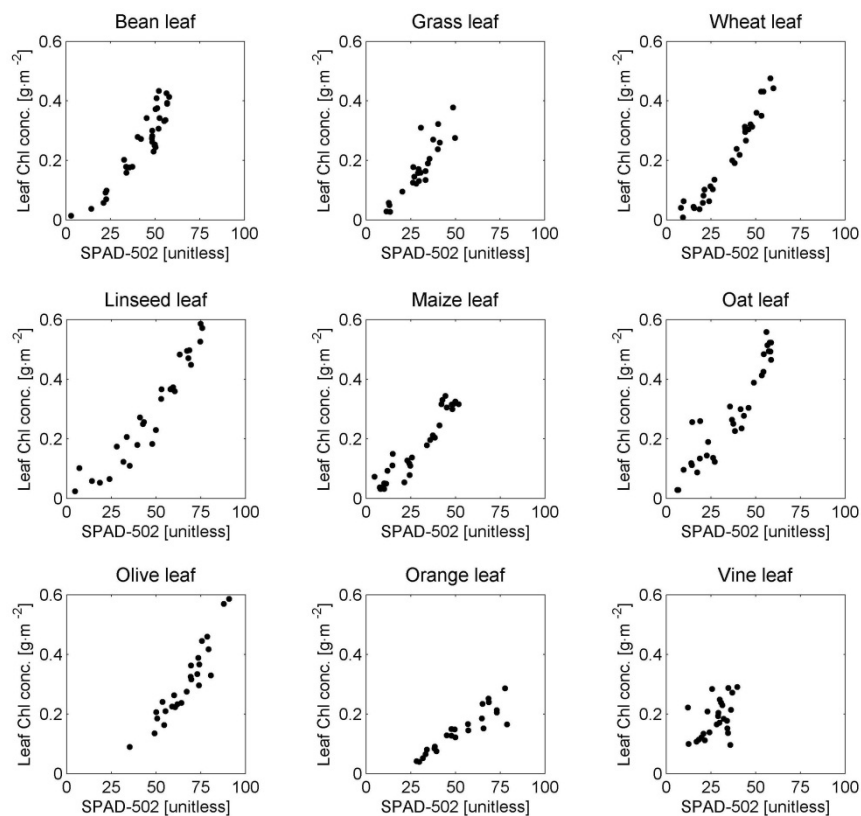 Bean leaf
Grass leaf
Wheat leaf
Leaf Chl conc. [g·m⁻²]
0.6
0.4
0.2
0
0 25 50 75 100
SPAD-502 [unitless]
Leaf Chl conc. [g·m⁻²]
0.6
0.4
0.2
0
0 25 50 75 100
SPAD-502 [unitless]
Leaf Chl conc. [g·m⁻²]
0.6
0.4
0.2
0
0 25 50 75 100
SPAD-502 [unitless]
Linseed leaf
Maize leaf
Oat leaf
Leaf Chl conc. [g·m⁻²]
0.6
0.4
0.2
0
0 25 50 75 100
SPAD-502 [unitless]
Leaf Chl conc. [g·m⁻²]
0.6
0.4
0.2
0
0 25 50 75 100
SPAD-502 [unitless]
Leaf Chl conc. [g·m⁻²]
0.6
0.4
0.2
0
0 25 50 75 100
SPAD-502 [unitless]
Olive leaf
Orange leaf
Vine leaf
Leaf Chl conc. [g·m⁻²]
0.6
0.4
0.2
0
0 25 50 75 100
SPAD-502 [unitless]
Leaf Chl conc. [g·m⁻²]
0.6
0.4
0.2
0
0 25 50 75 100
SPAD-502 [unitless]
Leaf Chl conc. [g·m⁻²]
0.6
0.4
0.2
0
0 25 50 75 100
SPAD-502 [unitless]